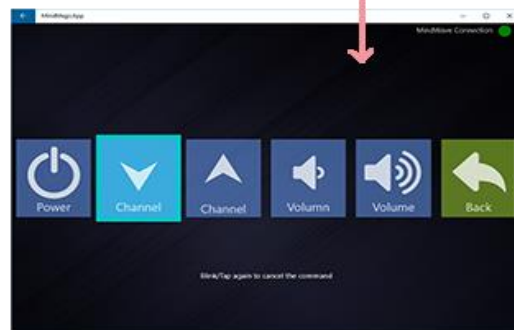 MindMagicApp
MindWave Connection
Power
Channel
Channel
Volumn
Volume
Back
Blink/Tap again to cancel the command